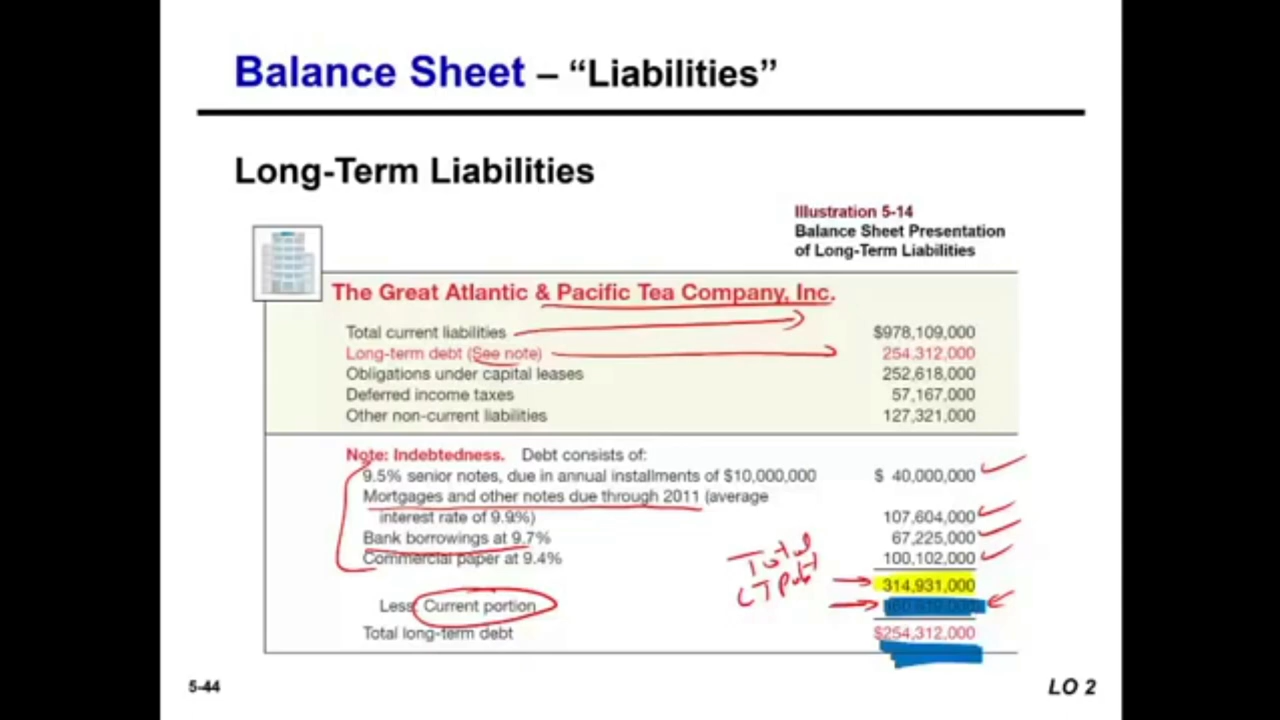 Balance Sheet – “Liabilities”
Long-Term Liabilities
Illustration 5-14
Balance Sheet Presentation
of Long-Term Liabilities
The Great Atlantic & Pacific Tea Company, Inc.
Total current liabilities $978,109,000
Long-term debt (See note) 254,312,000
Obligations under capital leases 252,618,000
Deferred income taxes 57,167,000
Other non-current liabilities 127,321,000
Note: Indebtedness. Debt consists of:
9.5% senior notes, due in annual installments of $10,000,000 $ 40,000,000
Mortgages and other notes due through 2011 (average
interest rate of 9.9%) 107,604,000
Bank borrowings at 9.7% 67,225,000
Commercial paper at 9.4% 100,102,000
Total
LT Debt
314,931,000
Less: Current portion
Total long-term debt $254,312,000
5-44
LO 2